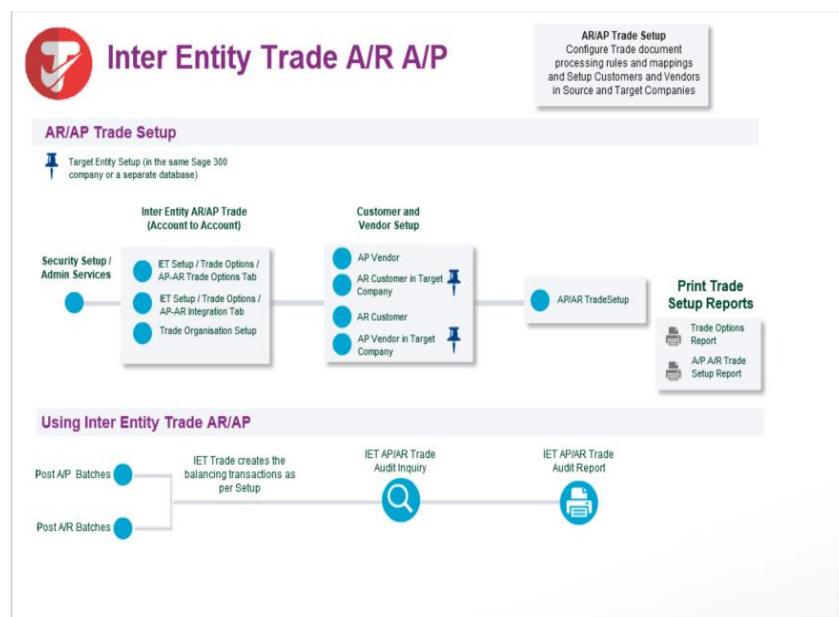 Inter Entity Trade A/R A/P
AR/AP Trade Setup
Configure Trade document
processing rules and mappings
and Setup Customers and Vendors
in Source and Target Companies
AR/AP Trade Setup
Target Entity Setup (in the same Sage 300
company or a separate database)
Security Setup /
Admin Services
Inter Entity AR/AP Trade
(Account to Account)
IET Setup / Trade Options /
AP-AR Trade Options Tab
IET Setup / Trade Options /
AP-AR Integration Tab
Trade Organisation Setup
Customer and
Vendor Setup
AP Vendor
AR Customer in Target
Company
AR Customer
AP Vendor in Target
Company
AP/AR TradeSetup
Print Trade
Setup Reports
Trade Options
Report
A/P A/R Trade
Setup Report
Using Inter Entity Trade AR/AP
Post A/P Batches
Post A/R Batches
IET Trade creates the
balancing transactions as
per Setup
IET AP/AR Trade
Audit Inquiry
IET AP/AR Trade
Audit Report